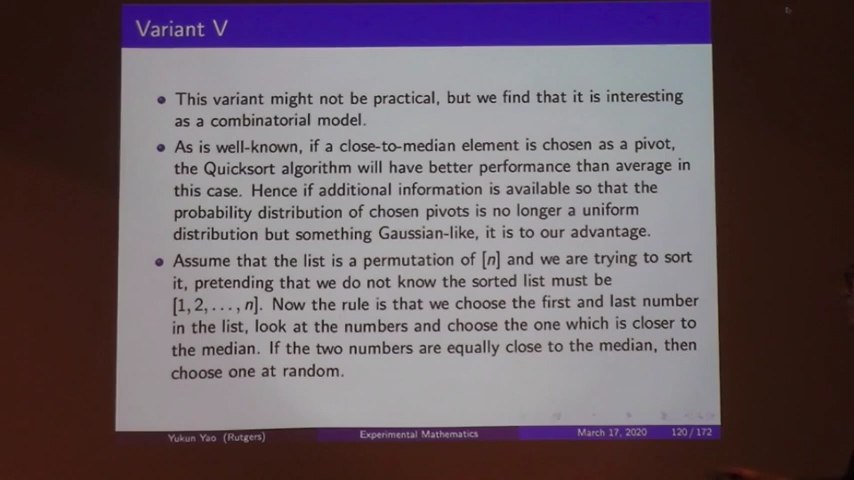 Variant V
This variant might not be practical, but we find that it is interesting
as a combinatorial model.
As is well-known, if a close-to-median element is chosen as a pivot,
the Quicksort algorithm will have better performance than average in
this case. Hence if additional information is available so that the
probability distribution of chosen pivots is no longer a uniform
distribution but something Gaussian-like, it is to our advantage.
Assume that the list is a permutation of [n] and we are trying to sort
it, pretending that we do not know the sorted list must be
[1, 2, . . . , n]. Now the rule is that we choose the first and last number
in the list, look at the numbers and choose the one which is closer to
the median. If the two numbers are equally close to the median, then
choose one at random.
Yukun Yao (Rutgers) Experimental Mathematics March 17, 2020 120 / 172